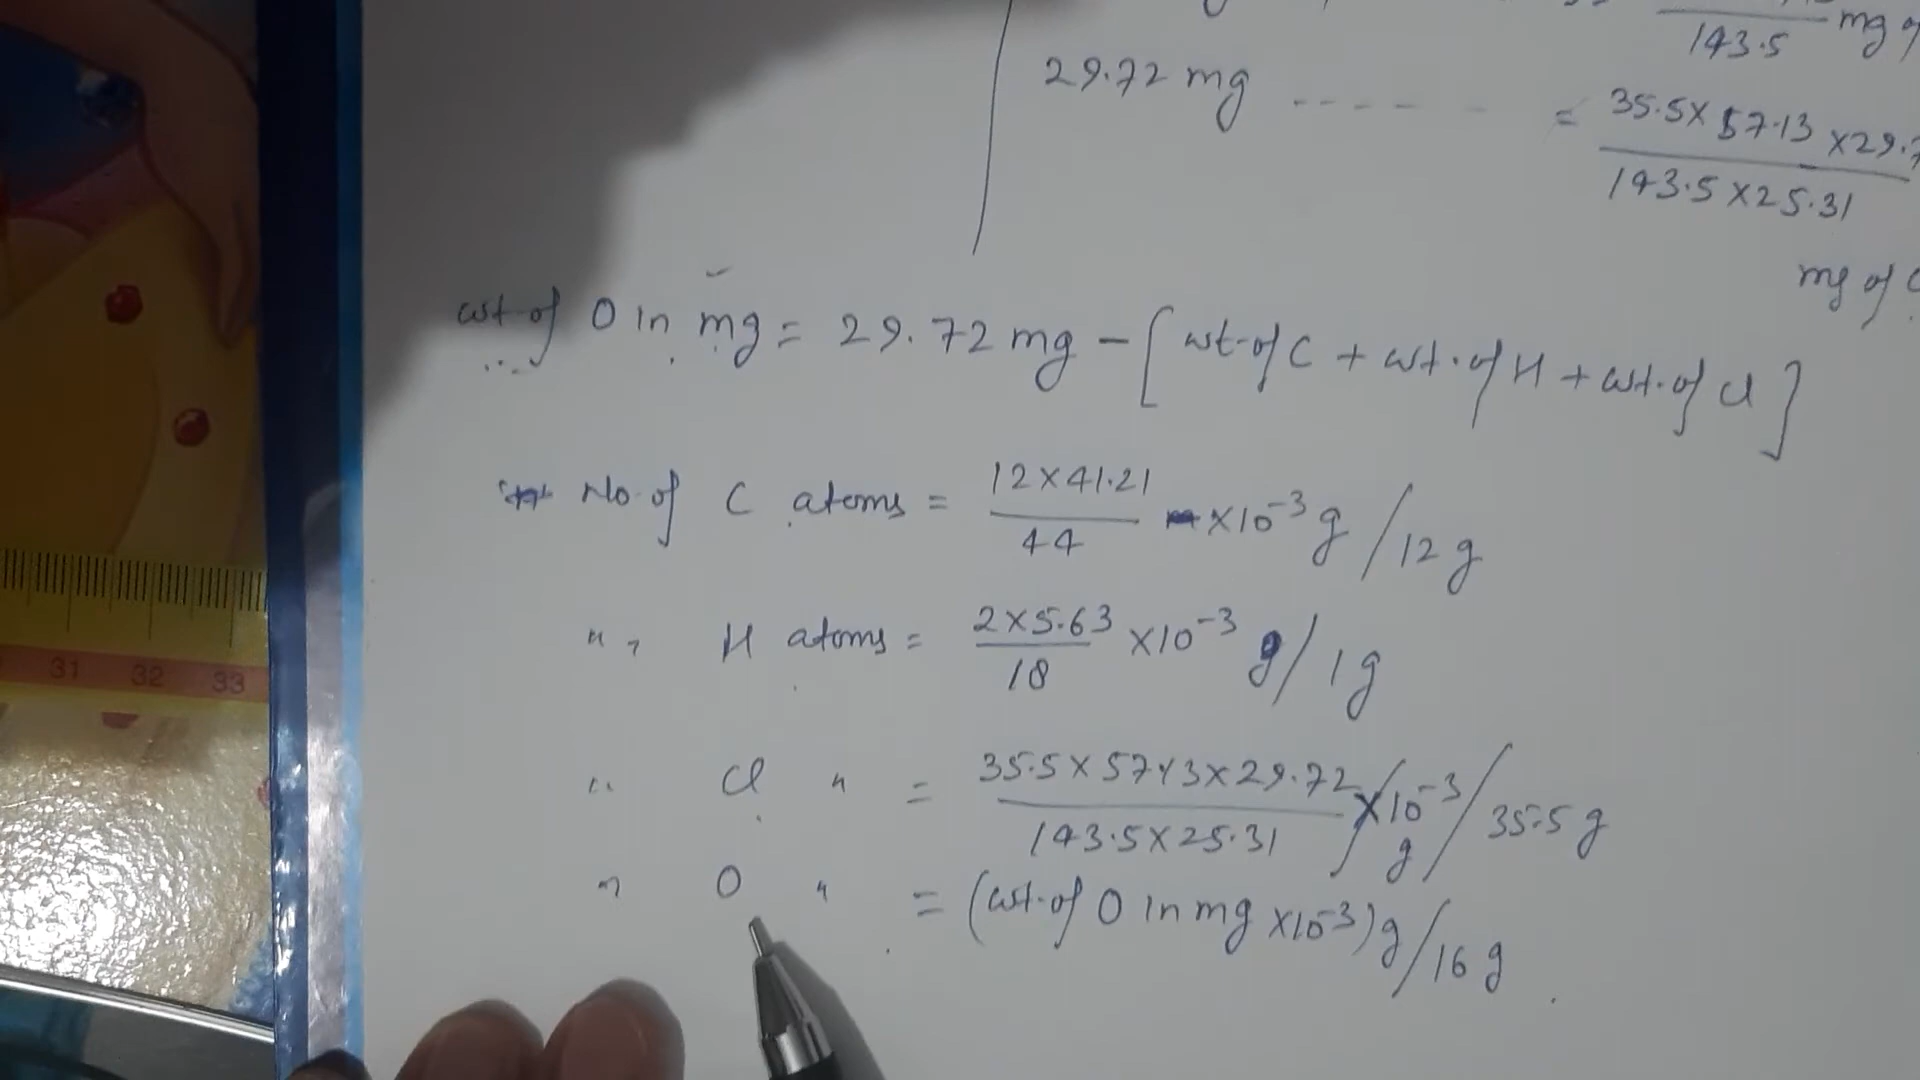 143.5 mg
29.72 mg - - - - - = 35.5 x 57.13 x 29.7
143.5 x 25.31
mg of
wt of O in mg = 29.72 mg - [ wt of C + wt. of H + wt. of Cl ]
No. of C atoms = 12 x 41.21 / 44 x 10^-3 g / 12 g
" " H atoms = 2 x 5.63 / 18 x 10^-3 g / 1 g
" Cl " = 35.5 x 57.13 x 29.72 / 143.5 x 25.31 x 10^-3 g / 35.5 g
" O " = (wt. of O in mg x 10^-3) g / 16 g
31 32 33